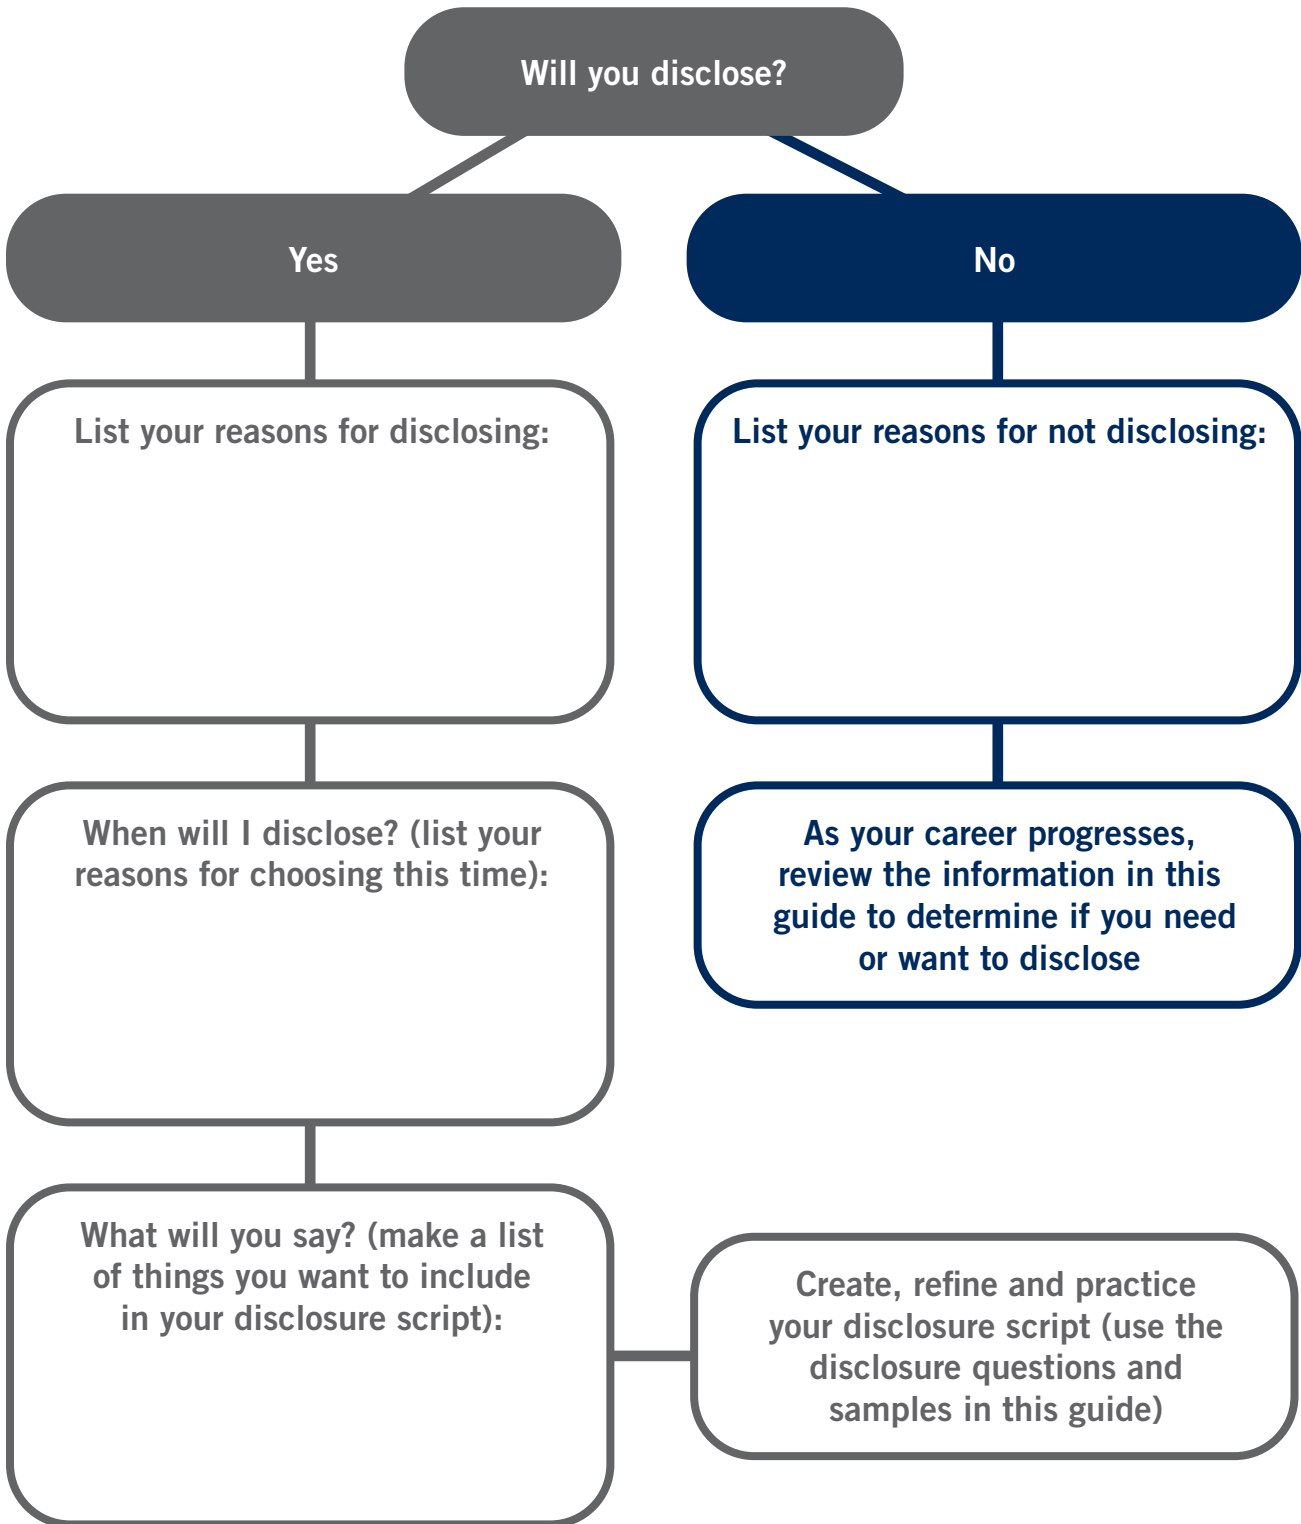 Will you disclose?
Yes
No
List your reasons for disclosing:
List your reasons for not disclosing:
When will I disclose? (list your
reasons for choosing this time):
As your career progresses,
review the information in this
guide to determine if you need
or want to disclose
What will you say? (make a list
of things you want to include
in your disclosure script):
Create, refine and practice
your disclosure script (use the
disclosure questions and
samples in this guide)